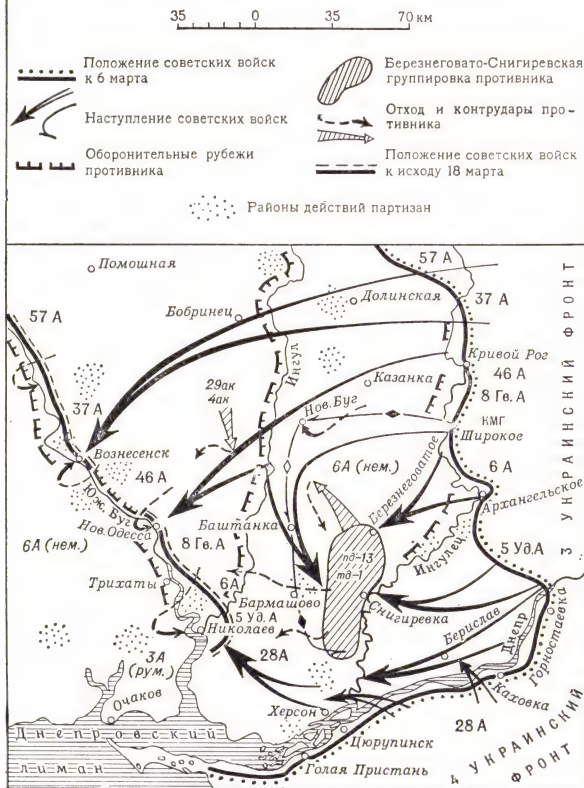 35 0 35 70 км
Положение советских войск
к 6 марта
Наступление советских войск
Оборонительные рубежи
противника
Березнеговато-Снигиревская
группировка противника
Отход и контрудары про-
тивника
Положение советских войск
к исходу 18 марта
Районы действий партизан
Помошная
57 А
Долинская
37 А
Бобринец
57 А
Ингул
Кривой Рог
46 А
Казанка
8 Гв. А
29ак
4ак
Нов. Буг
КМГ
Широкое
37 А
Вознесенск
46 А
6А (нем.)
Березнеговатое
6 А
Архангельское
Юж. Буг
Нов. Одесса
6А (нем.)
8 Гв. А
Баштанка
Ингулец
5 Уд. А
пд-13
тд-1
Трихаты
6А
Бармашово
5 Уд. А
Снигиревка
Николаев
Берислав
Днепр
Горностаевка
3А
(рум.)
28А
Очаков
Херсон
Каховка
28 А
Цюрупинск
Голая Пристань
Днепровский
лиман
3 УКРАИНСКИЙ ФРОНТ
4 УКРАИНСКИЙ
ФРОНТ